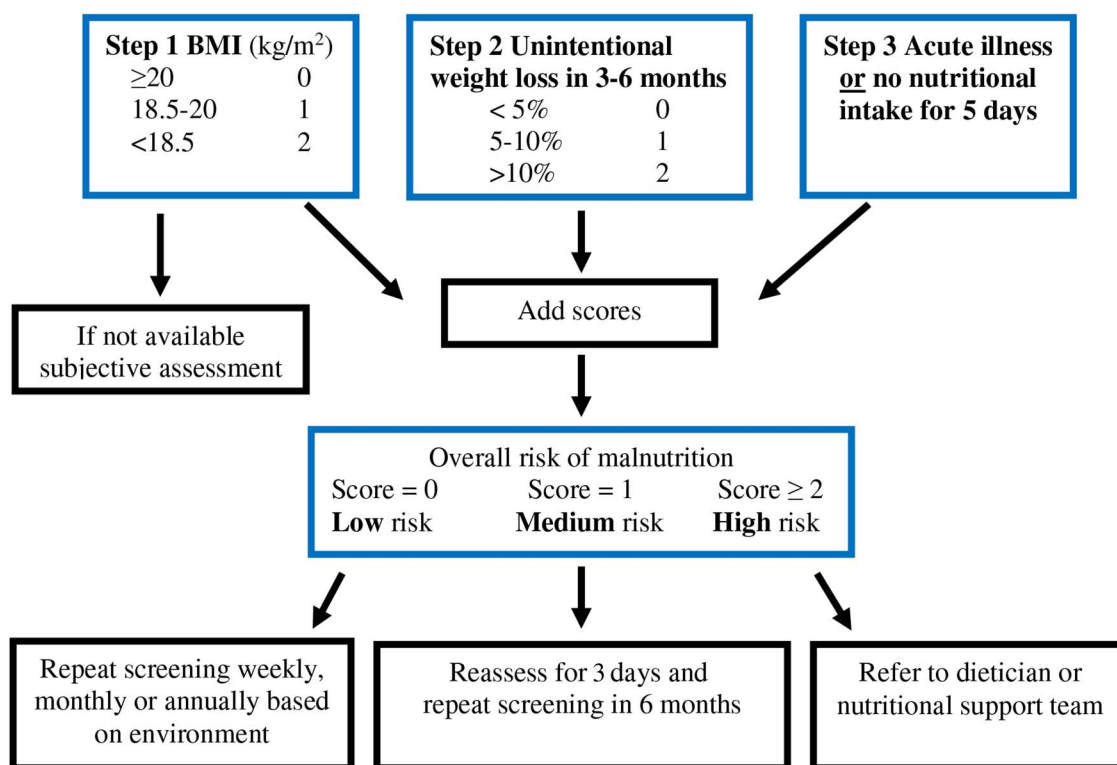 Step 1 BMI (kg/m²)
≥20 0
18.5-20 1
<18.5 2
Step 2 Unintentional
weight loss in 3-6 months
< 5% 0
5-10% 1
>10% 2
Step 3 Acute illness
or no nutritional
intake for 5 days
If not available
subjective assessment
Add scores
Overall risk of malnutrition
Score = 0 Score = 1 Score ≥ 2
Low risk Medium risk High risk
Repeat screening weekly,
monthly or annually based
on environment
Reassess for 3 days and
repeat screening in 6 months
Refer to dietician or
nutritional support team